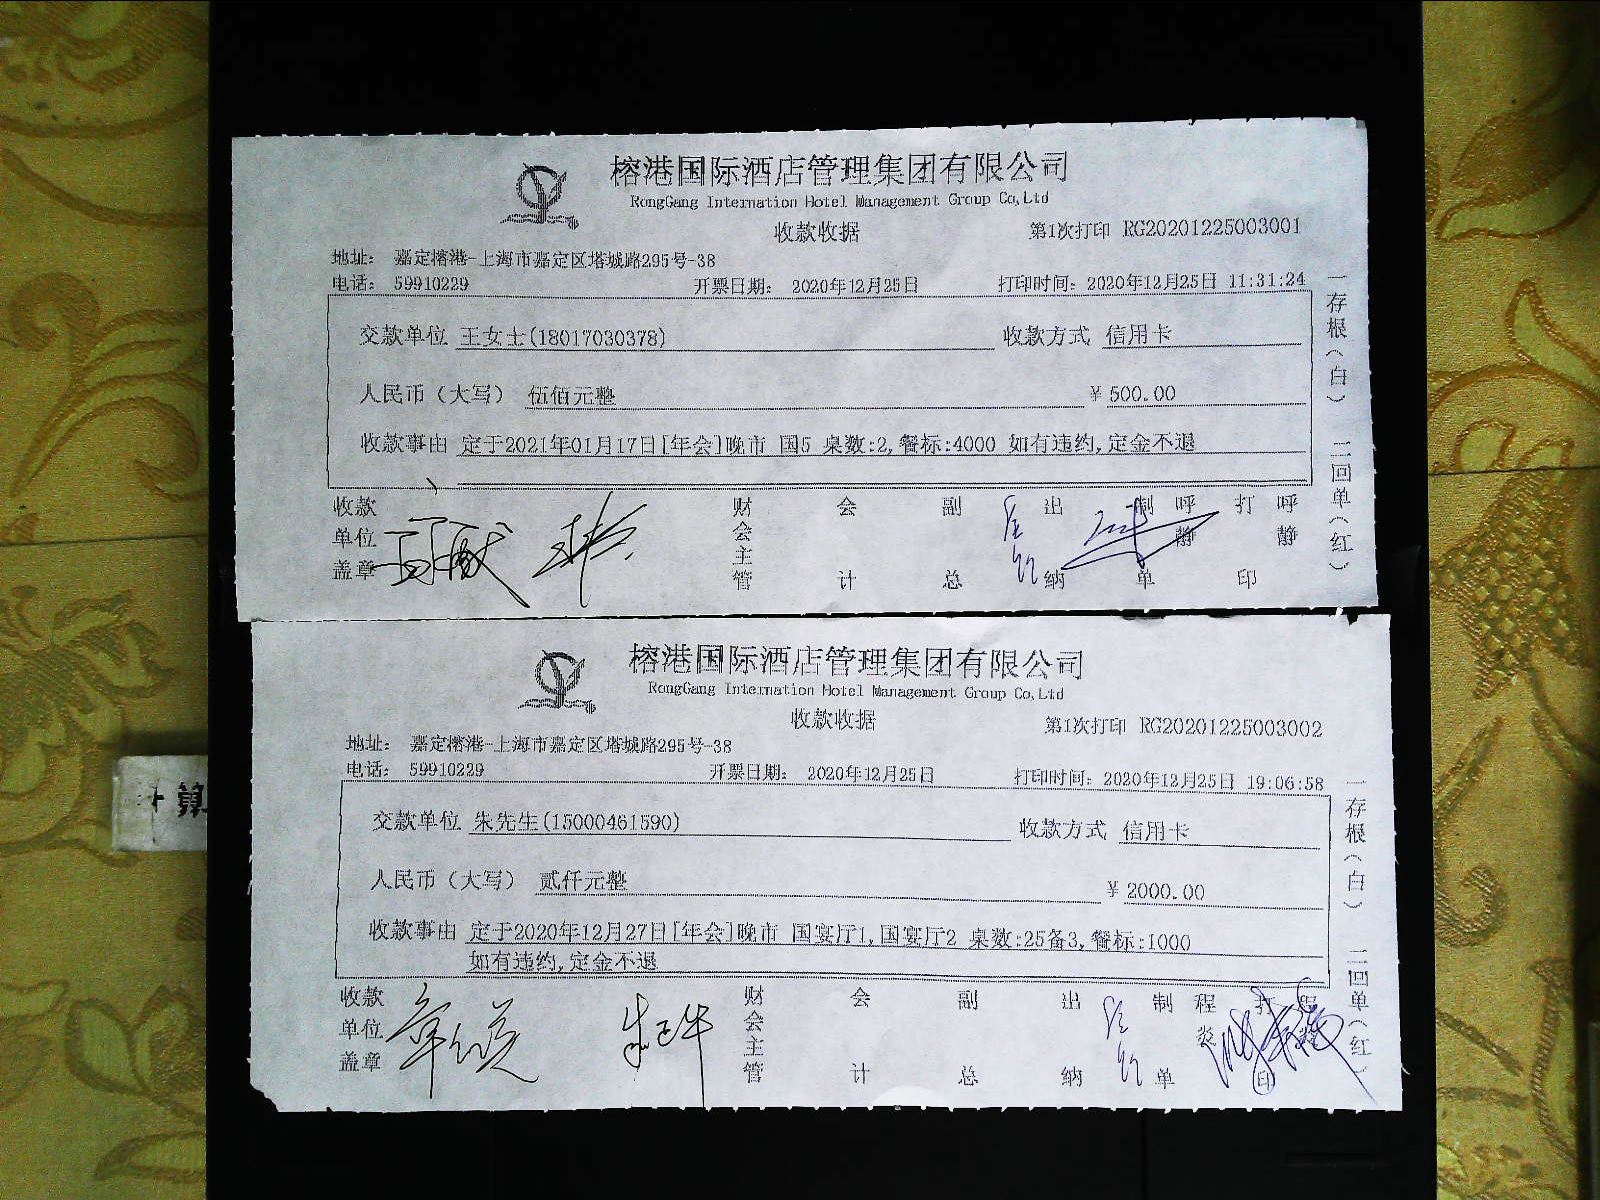 榕港国际酒店管理集团有限公司
RongGang Internation Hotel Management Group Co,Ltd
收款收据
第1次打印 RG20201225003001
地址： 嘉定榕港-上海市嘉定区塔城路295号-38
电话： 59910229 开票日期： 2020年12月25日 打印时间：2020年12月25日 11:31:24
交款单位 王女士(18017030378) 收款方式 信用卡
人民币（大写） 伍佰元整 ¥ 500.00
收款事由 定于2021年01月17日[年会]晚市 国5 桌数:2,餐标:4000 如有违约,定金不退
收款单位盖章 财会主管 会计 副总 出纳 制单 呼静 打印 呼静
一存根（白） 二回单（红）
榕港国际酒店管理集团有限公司
RongGang Internation Hotel Management Group Co,Ltd
收款收据
第1次打印 RG20201225003002
地址： 嘉定榕港-上海市嘉定区塔城路295号-38
电话： 59910229 开票日期： 2020年12月25日 打印时间：2020年12月25日 19:06:58
交款单位 朱先生(15000461590) 收款方式 信用卡
人民币（大写） 贰仟元整 ¥ 2000.00
收款事由 定于2020年12月27日[年会]晚市 国宴厅1,国宴厅2 桌数:25备3,餐标:1000
如有违约,定金不退
收款单位盖章 财会主管 会计 副总 出纳 制单 程 打印
一存根（白） 二回单（红）
算